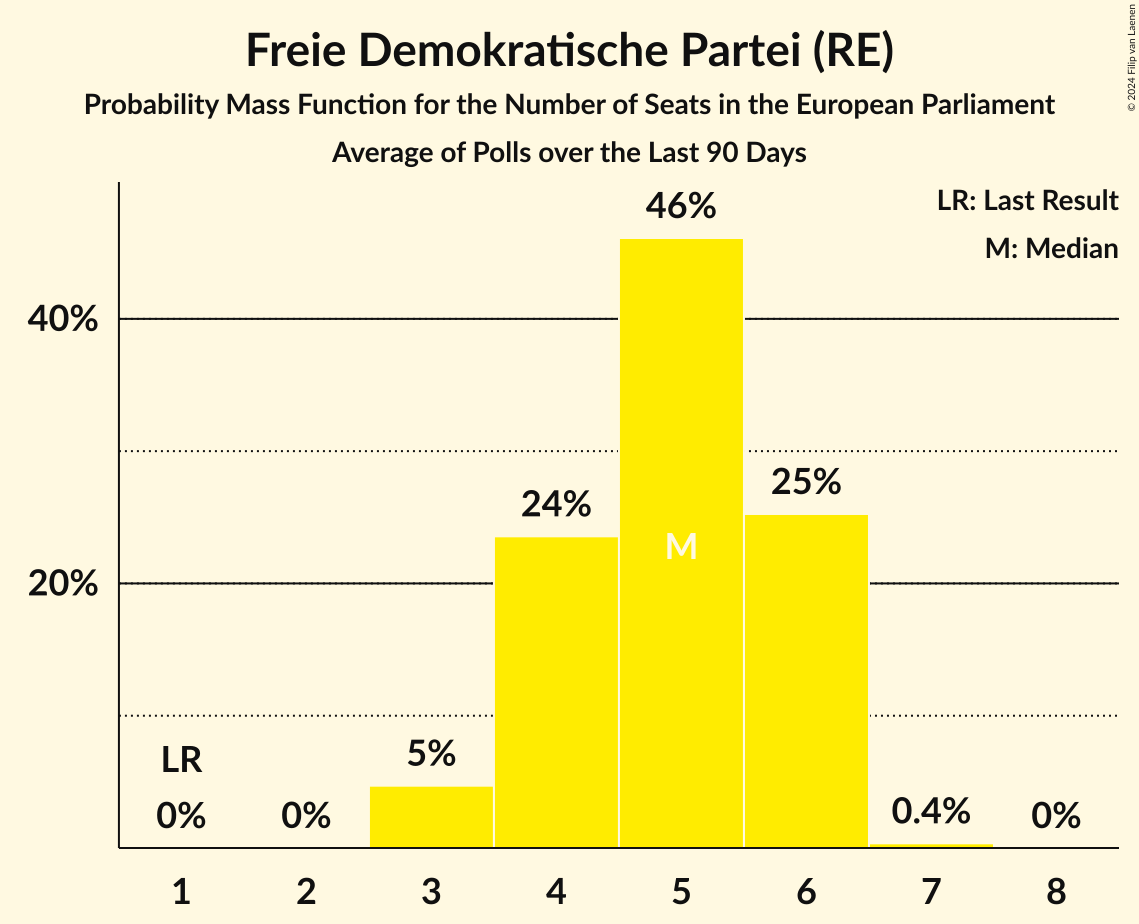 Freie Demokratische Partei (RE)
Probability Mass Function for the Number of Seats in the European Parliament
Average of Polls over the Last 90 Days
© 2024 Filip van Laenen
LR: Last Result
M: Median
46%
40%
25%
24%
M
20%
LR
5%
0%
0%
0.4%
0%
1 2 3 4 5 6 7 8